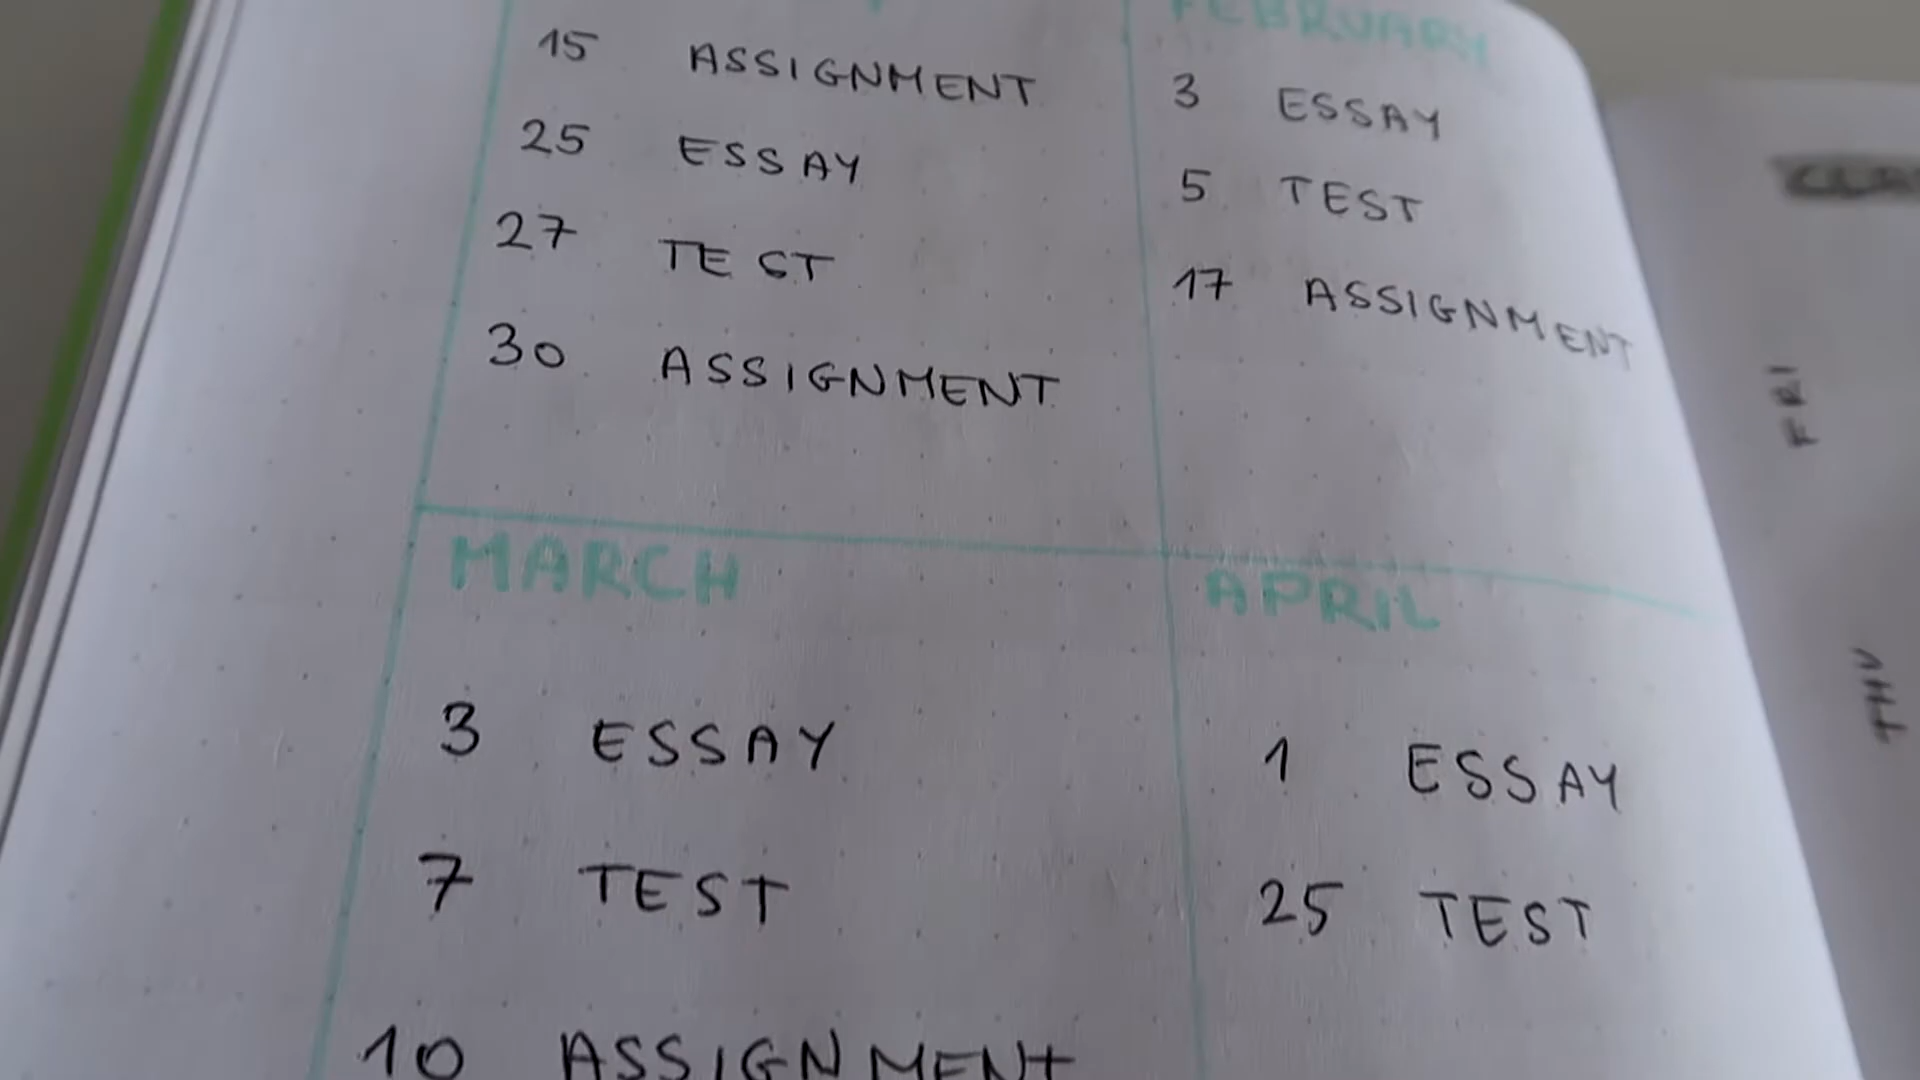 15 ASSIGNMENT
25 ESSAY
27 TEST
30 ASSIGNMENT
FEBRUARY
3 ESSAY
5 TEST
17 ASSIGNMENT
MARCH
3 ESSAY
7 TEST
10 ASSIGNMENT
APRIL
1 ESSAY
25 TEST
FRI
THU